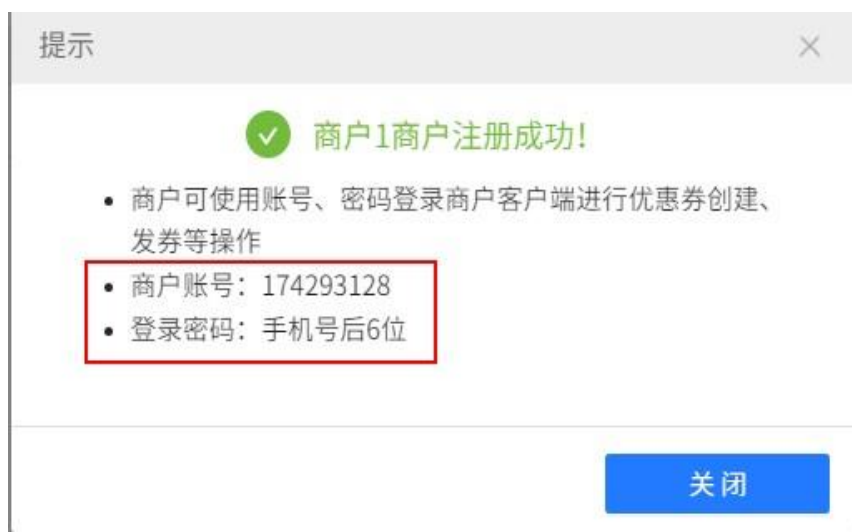 提示
商户1商户注册成功!
商户可使用账号、密码登录商户客户端进行优惠券创建、
发券等操作
商户账号：174293128
登录密码：手机号后6位
关闭